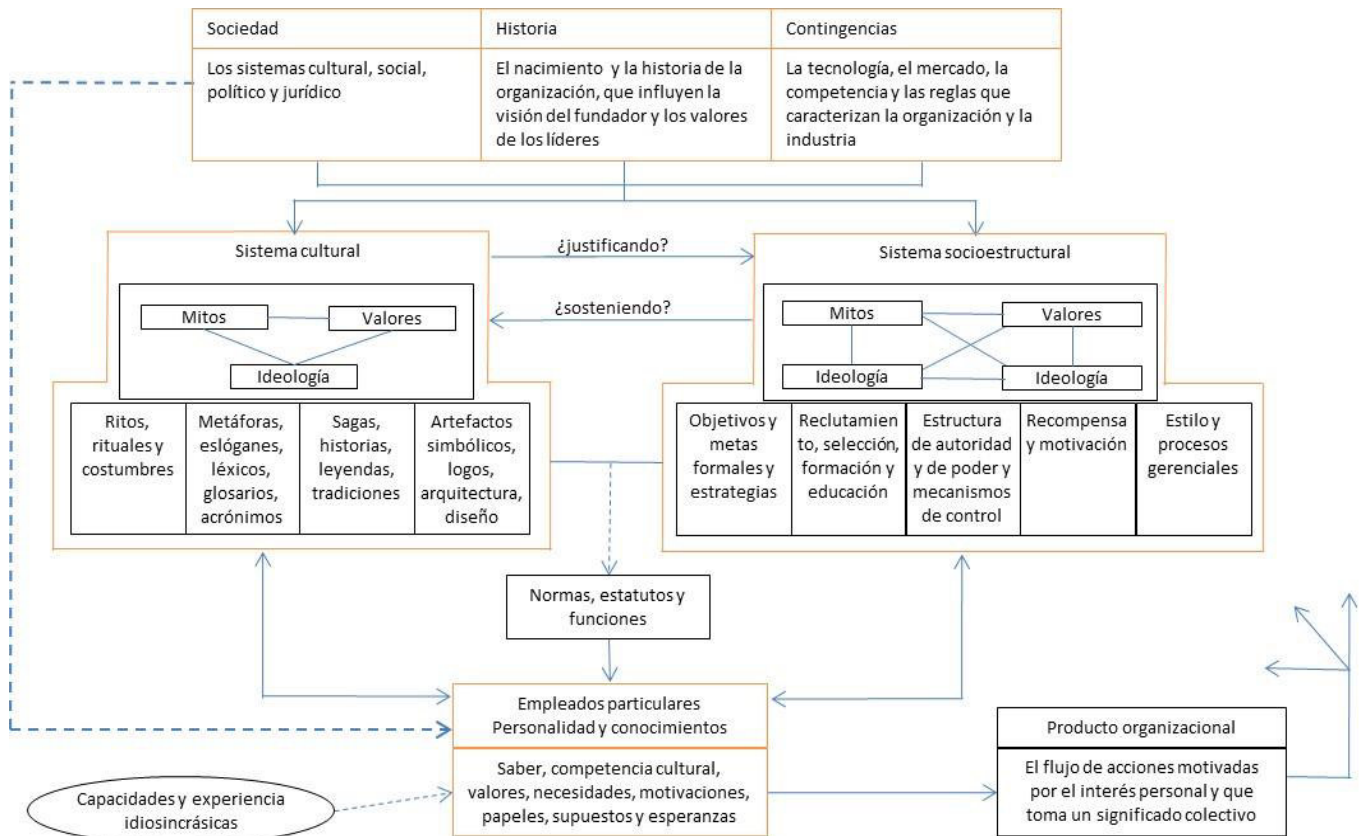 Sociedad
Historia
Contingencias
Los sistemas cultural, social,
político y jurídico
El nacimiento y la historia de la
organización, que influyen la
visión del fundador y los valores
de los líderes
La tecnología, el mercado, la
competencia y las reglas que
caracterizan la organización y la
industria
Sistema cultural
¿justificando?
Sistema socioestructural
¿sosteniendo?
Mitos
Valores
Ideología
Mitos
Valores
Ideología
Ideología
Ritos,
rituales y
costumbres
Metáforas,
eslóganes,
léxicos,
glosarios,
acrónimos
Sagas,
historias,
leyendas,
tradiciones
Artefactos
simbólicos,
logos,
arquitectura,
diseño
Objetivos y
metas
formales y
estrategias
Reclutamien
to, selección,
formación y
educación
Estructura
de autoridad
y de poder y
mecanismos
de control
Recompensa
y motivación
Estilo y
procesos
gerenciales
Normas, estatutos y
funciones
Empleados particulares
Personalidad y conocimientos
Saber, competencia cultural,
valores, necesidades, motivaciones,
papeles, supuestos y esperanzas
Capacidades y experiencia
idiosincrásicas
Producto organizacional
El flujo de acciones motivadas
por el interés personal y que
toma un significado colectivo